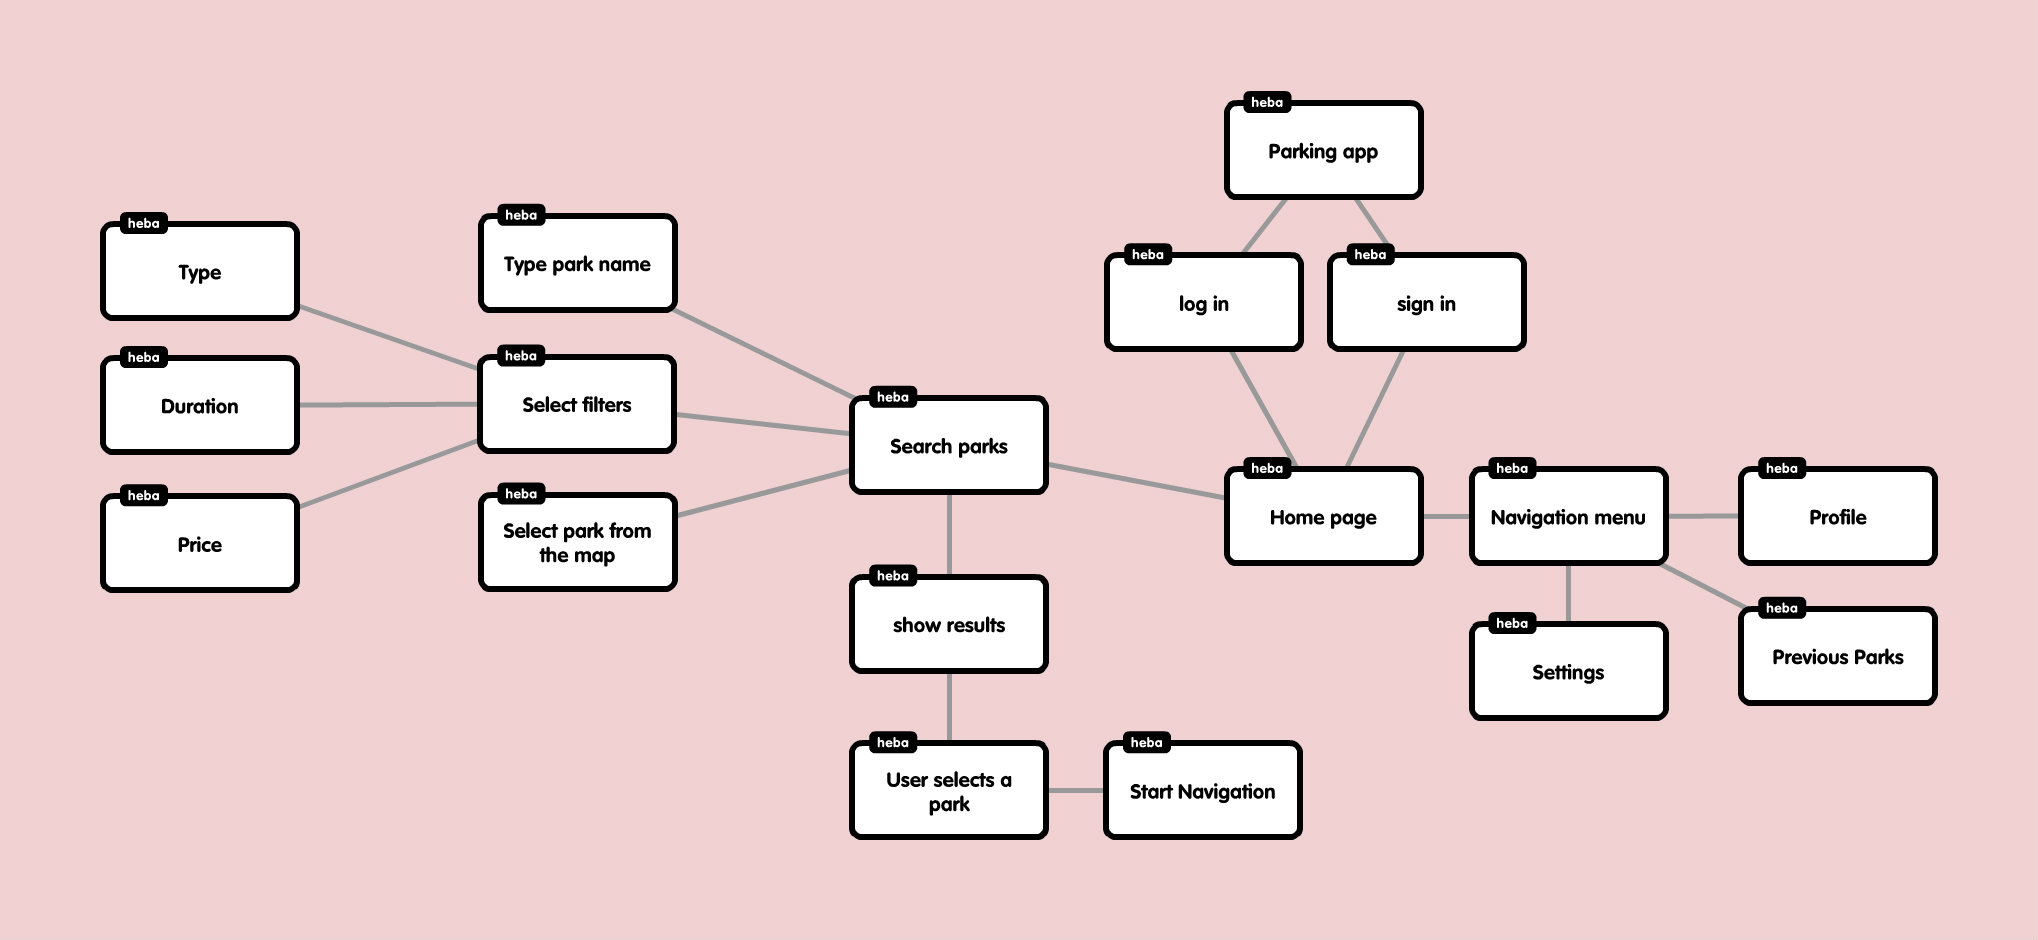 heba
Parking app
heba
log in
heba
sign in
heba
Type
heba
Type park name
heba
Duration
heba
Select filters
heba
Price
heba
Select park from
the map
heba
Search parks
heba
Home page
heba
Navigation menu
heba
Profile
heba
show results
heba
Settings
heba
Previous Parks
heba
User selects a
park
heba
Start Navigation